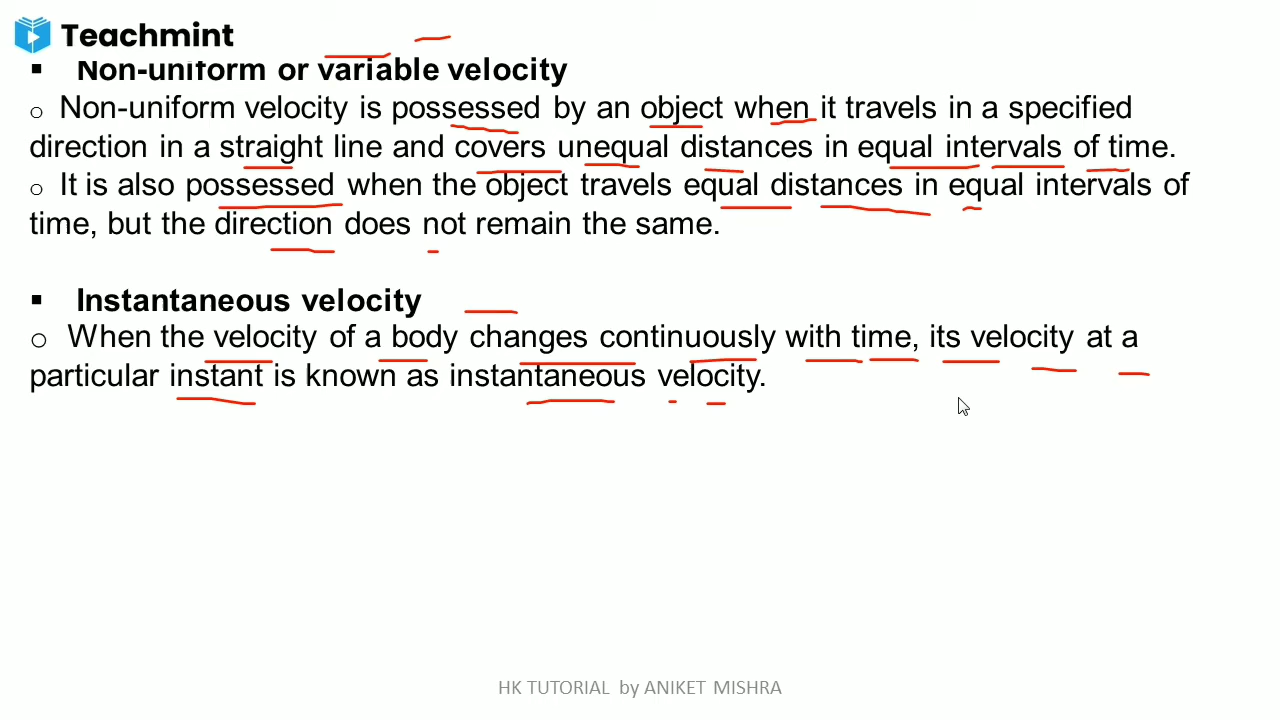 Teachmint
▪ Non-uniform or variable velocity
o Non-uniform velocity is possessed by an object when it travels in a specified
direction in a straight line and covers unequal distances in equal intervals of time.
o It is also possessed when the object travels equal distances in equal intervals of
time, but the direction does not remain the same.
▪ Instantaneous velocity
o When the velocity of a body changes continuously with time, its velocity at a
particular instant is known as instantaneous velocity.
HK TUTORIAL by ANIKET MISHRA